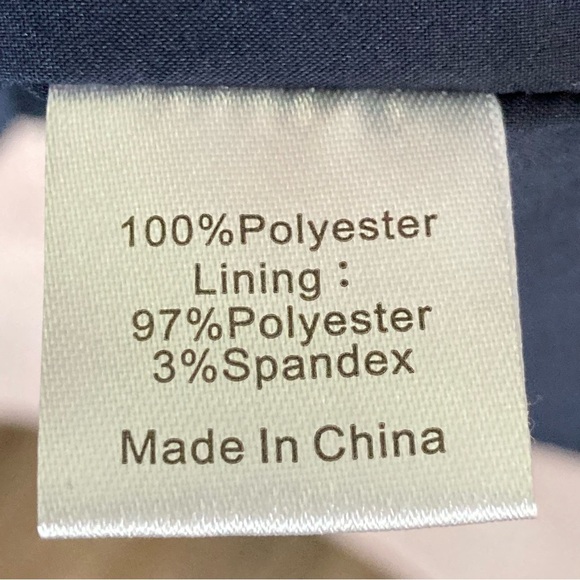 100%Polyester
Lining：
97%Polyester
3%Spandex
Made In China